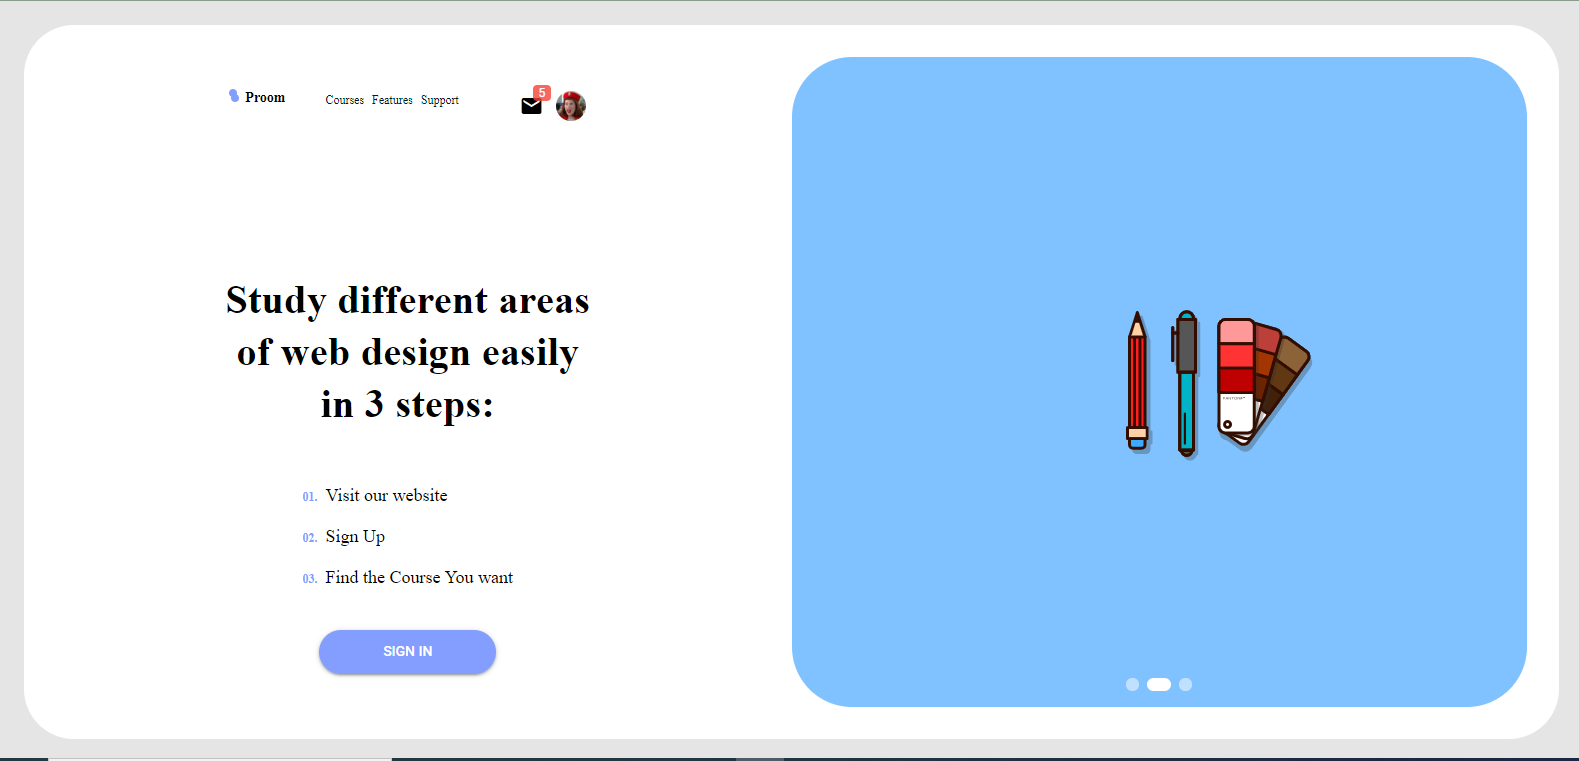 Proom
Courses Features Support
5
Study different areas
of web design easily
in 3 steps:
01. Visit our website
02. Sign Up
03. Find the Course You want
SIGN IN
PANTONE